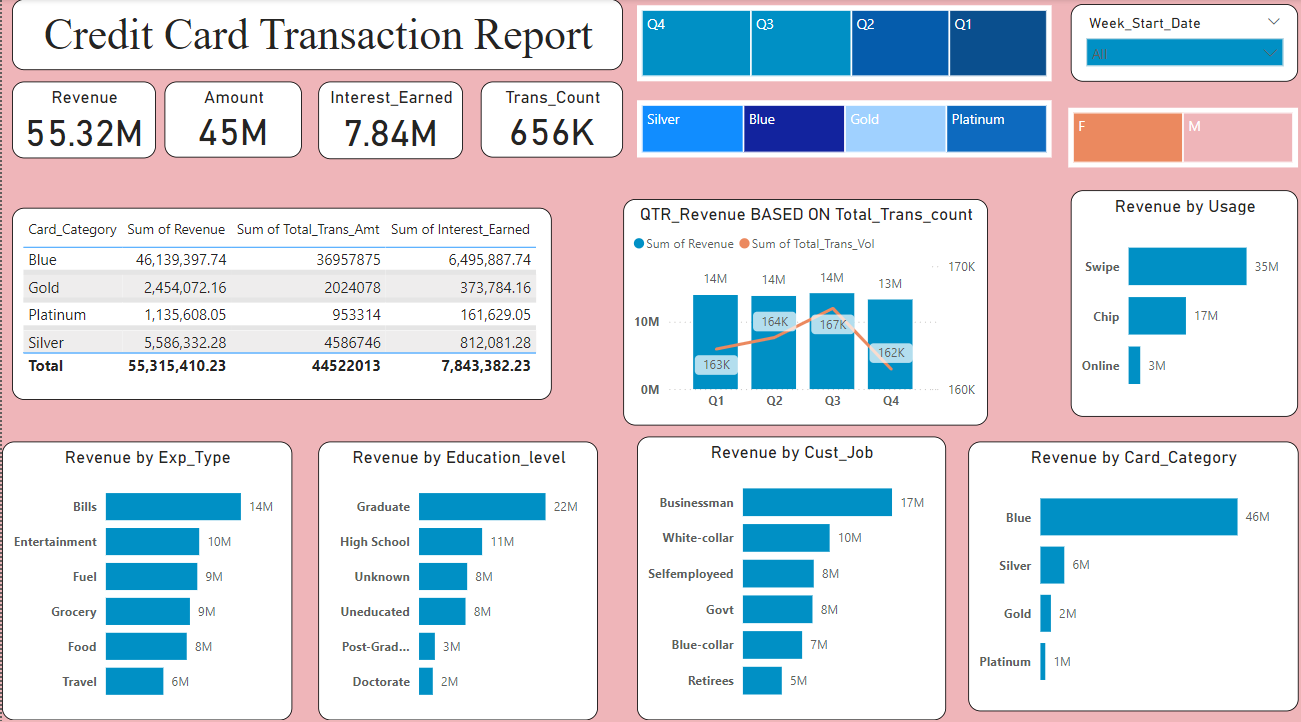 Credit Card Transaction Report
Q4 Q3 Q2 Q1
Week_Start_Date
All
Revenue
55.32M
Amount
45M
Interest_Earned
7.84M
Trans_Count
656K
Silver Blue Gold Platinum
F M
Card_Category Sum of Revenue Sum of Total_Trans_Amt Sum of Interest_Earned
Blue 46,139,397.74 36957875 6,495,887.74
Gold 2,454,072.16 2024078 373,784.16
Platinum 1,135,608.05 953314 161,629.05
Silver 5,586,332.28 4586746 812,081.28
Total 55,315,410.23 44522013 7,843,382.23
QTR_Revenue BASED ON Total_Trans_count
Sum of Revenue Sum of Total_Trans_Vol
170K
14M 14M 14M 13M
10M
164K 167K
163K 162K
0M 160K
Q1 Q2 Q3 Q4
Revenue by Usage
Swipe 35M
Chip 17M
Online 3M
Revenue by Exp_Type
Bills 14M
Entertainment 10M
Fuel 9M
Grocery 9M
Food 8M
Travel 6M
Revenue by Education_level
Graduate 22M
High School 11M
Unknown 8M
Uneducated 8M
Post-Grad... 3M
Doctorate 2M
Revenue by Cust_Job
Businessman 17M
White-collar 10M
Selfemployeed 8M
Govt 8M
Blue-collar 7M
Retirees 5M
Revenue by Card_Category
Blue 46M
Silver 6M
Gold 2M
Platinum 1M